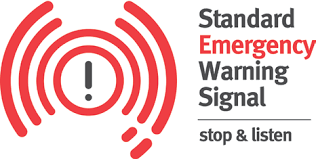 !
Standard
Emergency
Warning
Signal
stop & listen